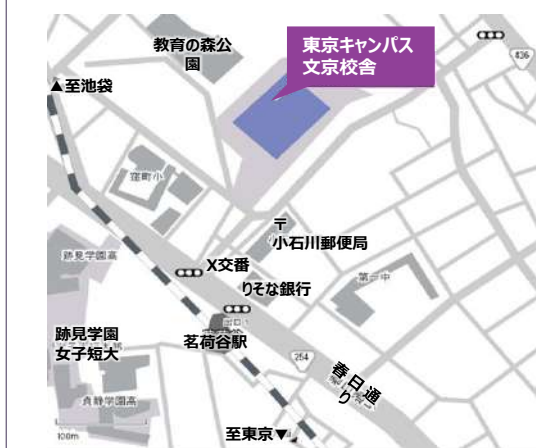 教育の森公
園
東京キャンパス
文京校舎
436
▲至池袋
窪町小
〒
小石川郵便局
跡見学園高
X交番
りそな銀行
第一中
出口1
茗荷谷駅
跡見学園
女子短大
254
春日通
り
貞静学園高
100m
至東京▼